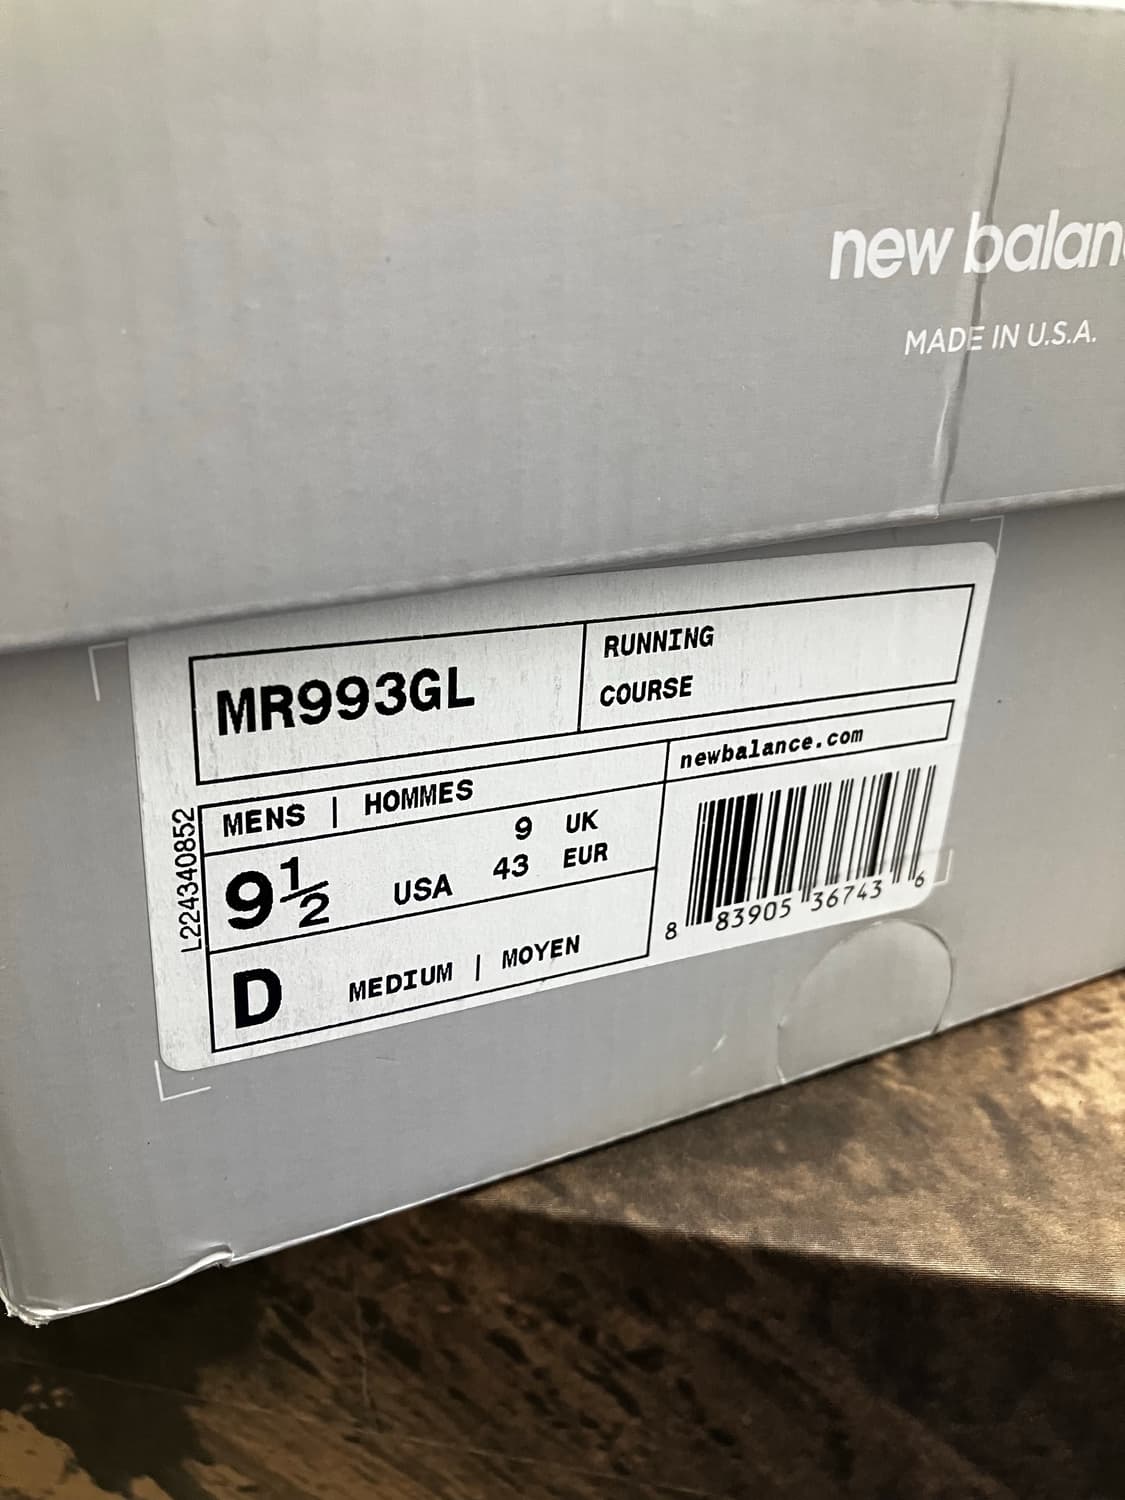 new balan
MADE IN U.S.A.
MR993GL
RUNNING
COURSE
newbalance.com
MENS | HOMMES
9½ USA
9 UK
43 EUR
D MEDIUM | MOYEN
L224340852
8 83905 36743 6